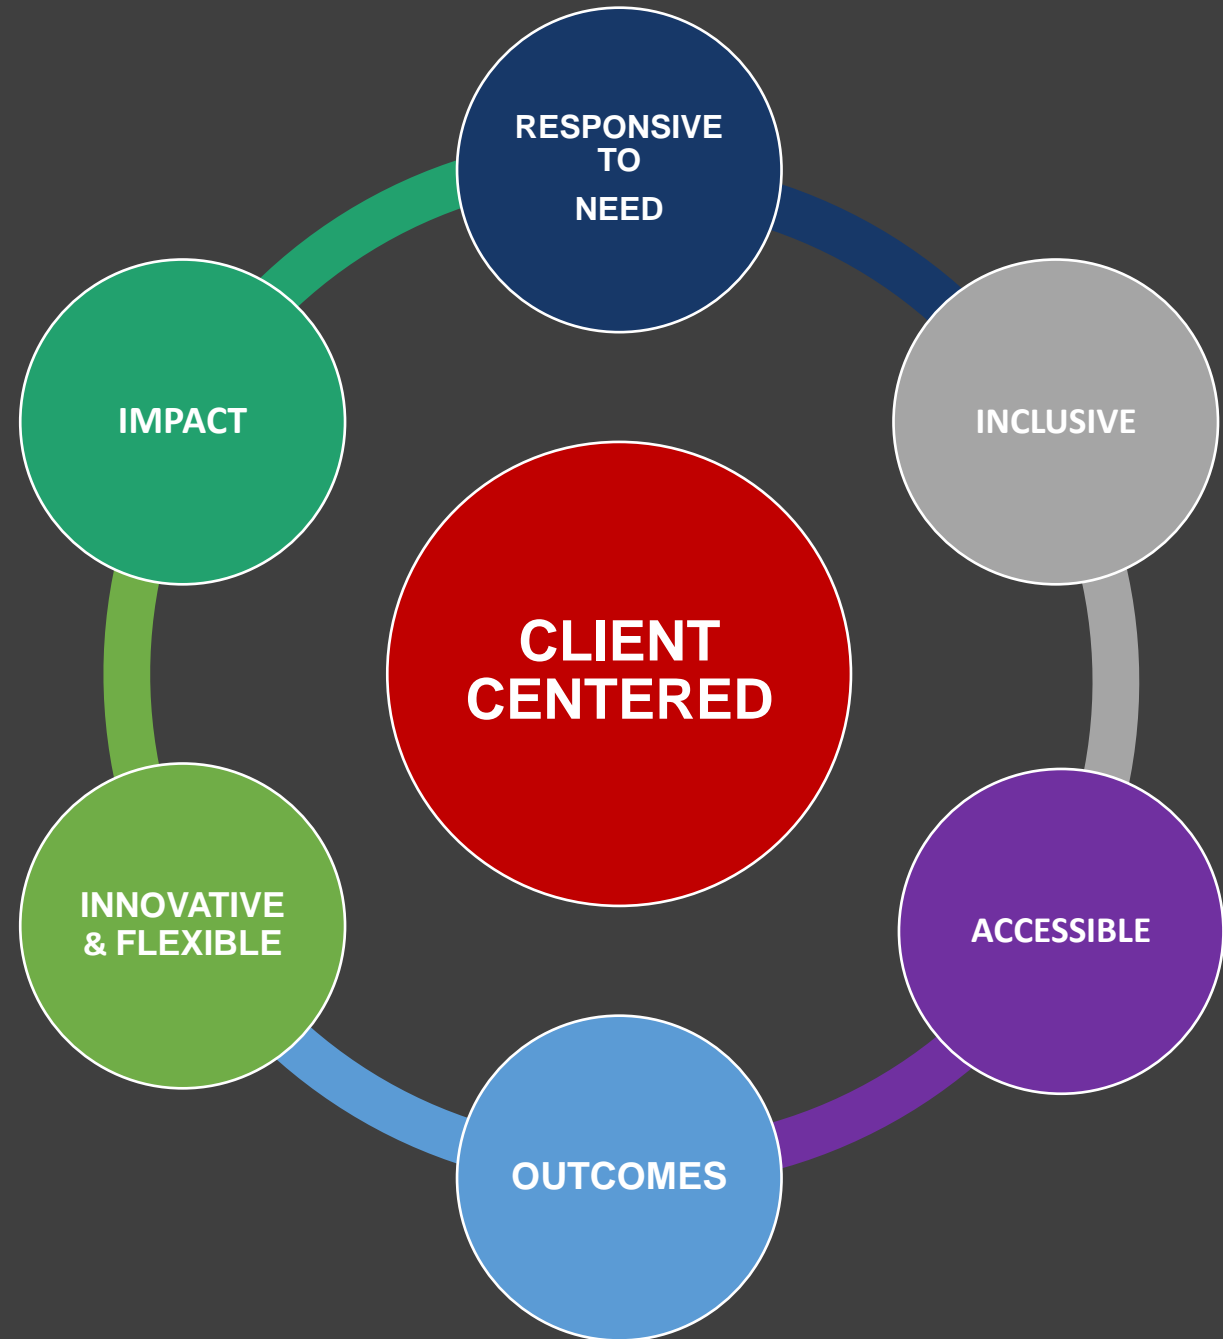 RESPONSIVE
TO
NEED
INCLUSIVE
ACCESSIBLE
OUTCOMES
INNOVATIVE
& FLEXIBLE
IMPACT
CLIENT
CENTERED